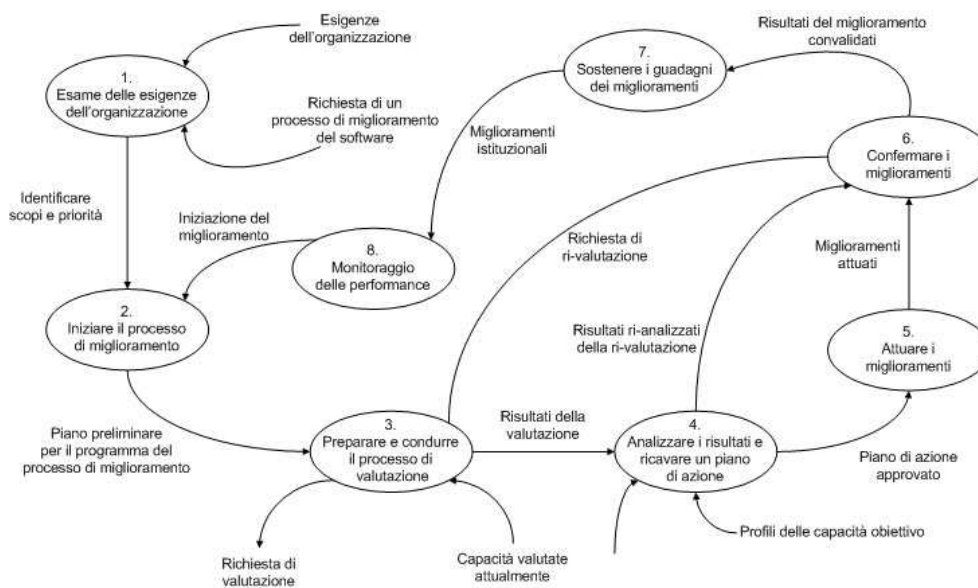 Esigenze
dell'organizzazione
1.
Esame delle esigenze
dell'organizzazione
Richiesta di un
processo di miglioramento
del software
7.
Sostenere i guadagni
dei miglioramenti
Risultati del miglioramento
convalidati
Miglioramenti
istituzionali
6.
Confermare i
miglioramenti
Identificare
scopi e priorità
Iniziazione del
miglioramento
8.
Monitoraggio
delle performance
Richiesta di
ri-valutazione
Miglioramenti
attuati
2.
Iniziare il processo
di miglioramento
Risultati ri-analizzati
della ri-valutazione
5.
Attuare i
miglioramenti
Piano preliminare
per il programma del
processo di miglioramento
3.
Preparare e condurre
il processo di
valutazione
Risultati della
valutazione
4.
Analizzare i risultati e
ricavare un piano
di azione
Piano di azione
approvato
Richiesta di
valutazione
Capacità valutate
attualmente
Profili delle capacità obiettivo